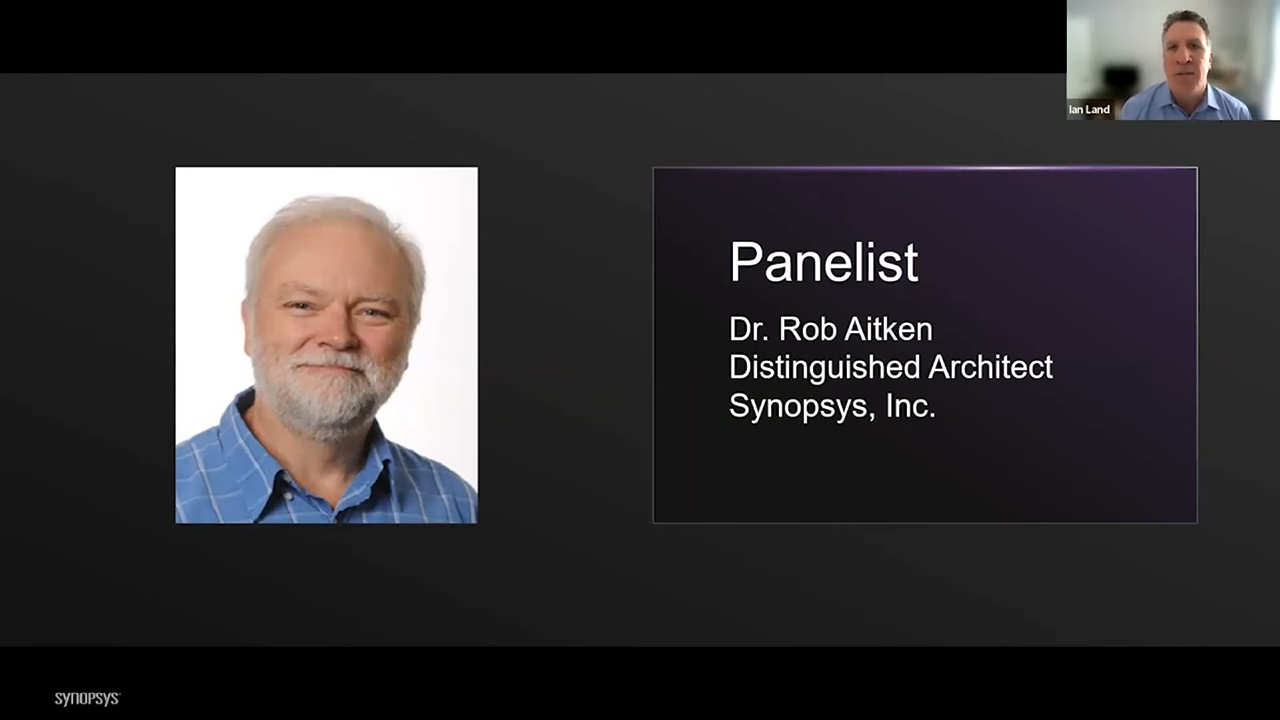 Ian Land
Panelist
Dr. Rob Aitken
Distinguished Architect
Synopsys, Inc.
SYNOPSYS